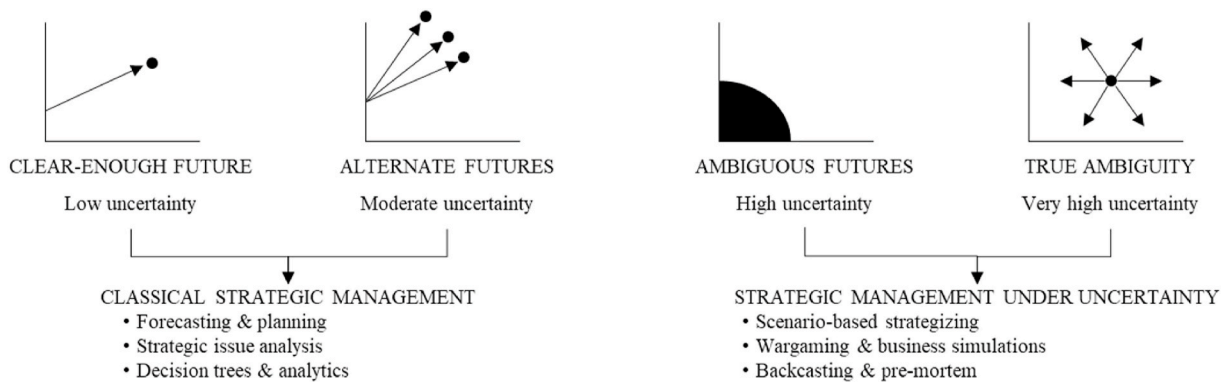 CLEAR-ENOUGH FUTURE
ALTERNATE FUTURES
AMBIGUOUS FUTURES
TRUE AMBIGUITY
Low uncertainty
Moderate uncertainty
High uncertainty
Very high uncertainty
CLASSICAL STRATEGIC MANAGEMENT
• Forecasting & planning
• Strategic issue analysis
• Decision trees & analytics
STRATEGIC MANAGEMENT UNDER UNCERTAINTY
• Scenario-based strategizing
• Wargaming & business simulations
• Backcasting & pre-mortem